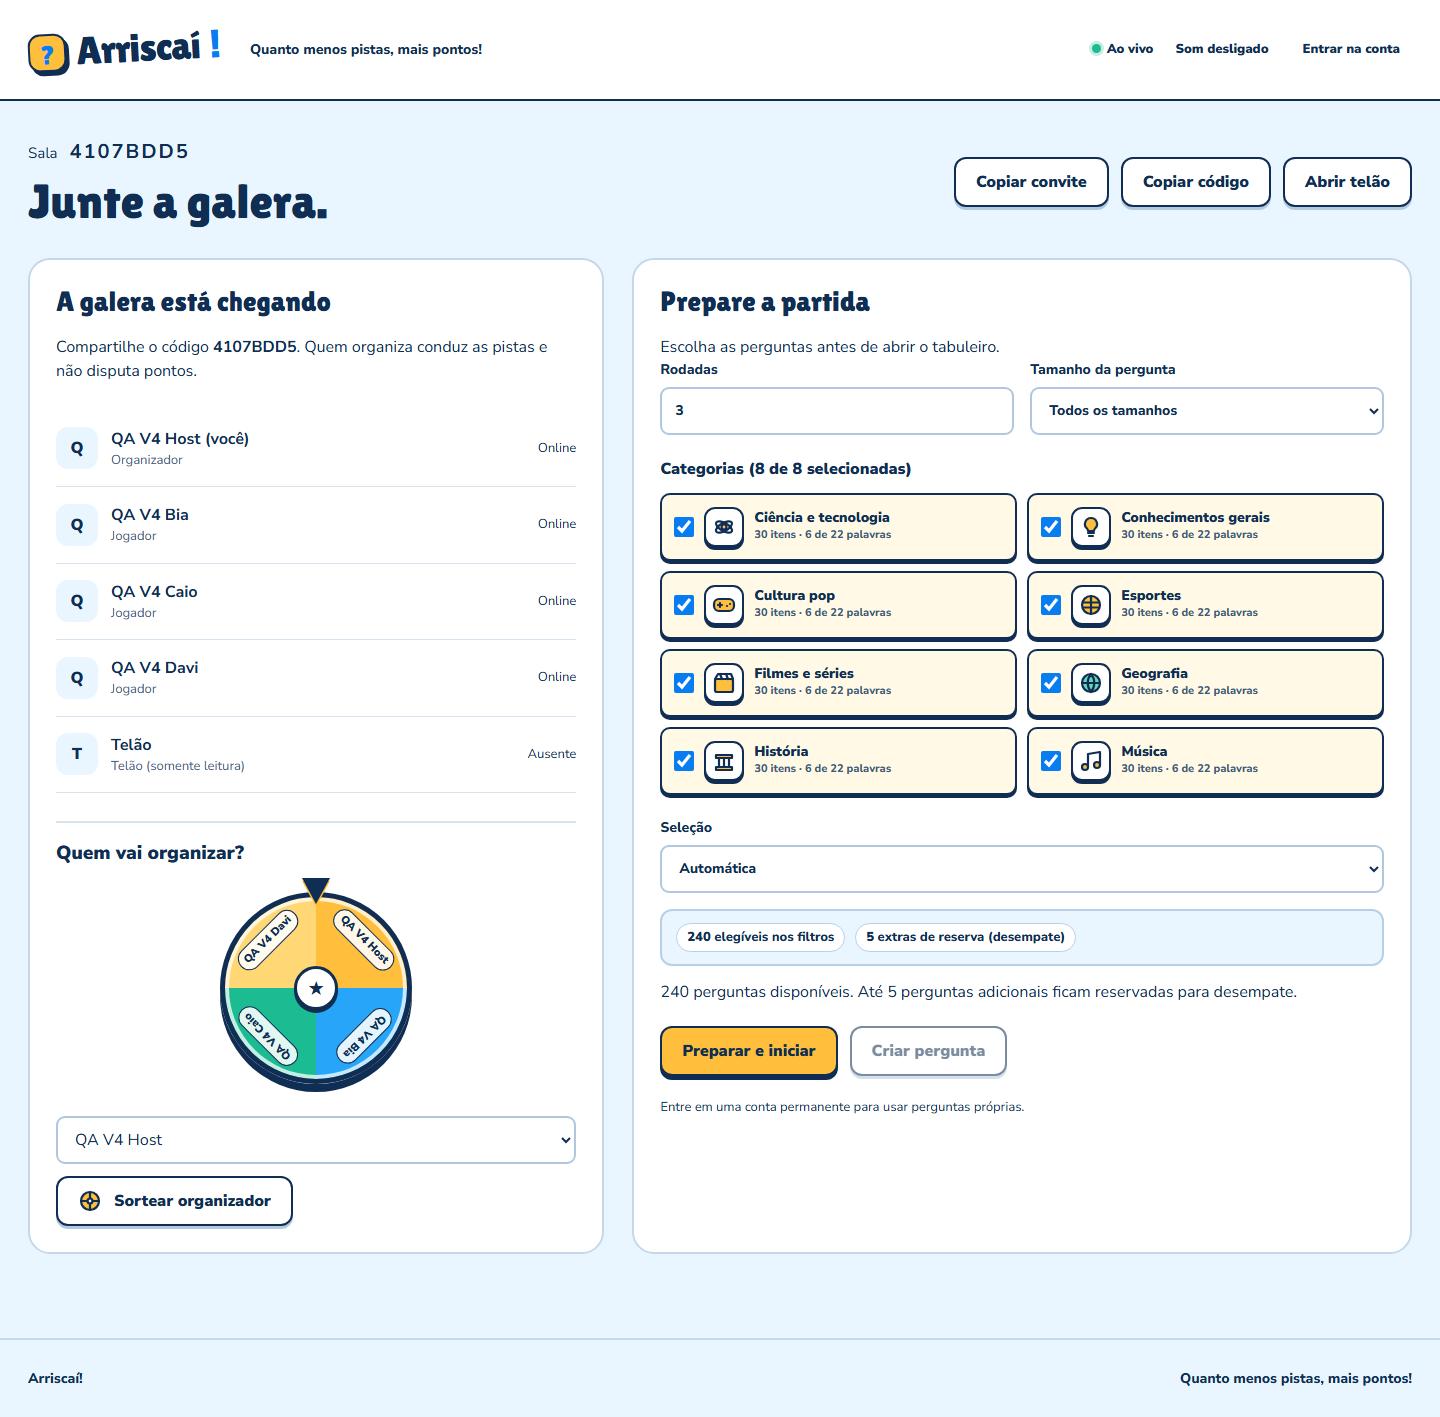 ? Arriscaí !
Quanto menos pistas, mais pontos!
Ao vivo
Som desligado
Entrar na conta
Sala 4107BDD5
Junte a galera.
Copiar convite
Copiar código
Abrir telão
A galera está chegando
Compartilhe o código 4107BDD5. Quem organiza conduz as pistas e
não disputa pontos.
Q
QA V4 Host (você)
Organizador
Online
Q
QA V4 Bia
Jogador
Online
Q
QA V4 Caio
Jogador
Online
Q
QA V4 Davi
Jogador
Online
T
Telão
Telão (somente leitura)
Ausente
Quem vai organizar?
QA V4 Davi
QA V4 Host
QA V4 Caio
QA V4 Bia
QA V4 Host
Sortear organizador
Prepare a partida
Escolha as perguntas antes de abrir o tabuleiro.
Rodadas
Tamanho da pergunta
3
Todos os tamanhos
Categorias (8 de 8 selecionadas)
Ciência e tecnologia
30 itens · 6 de 22 palavras
Conhecimentos gerais
30 itens · 6 de 22 palavras
Cultura pop
30 itens · 6 de 22 palavras
Esportes
30 itens · 6 de 22 palavras
Filmes e séries
30 itens · 6 de 22 palavras
Geografia
30 itens · 6 de 22 palavras
História
30 itens · 6 de 22 palavras
Música
30 itens · 6 de 22 palavras
Seleção
Automática
240 elegíveis nos filtros
5 extras de reserva (desempate)
240 perguntas disponíveis. Até 5 perguntas adicionais ficam reservadas para desempate.
Preparar e iniciar
Criar pergunta
Entre em uma conta permanente para usar perguntas próprias.
Arriscaí!
Quanto menos pistas, mais pontos!